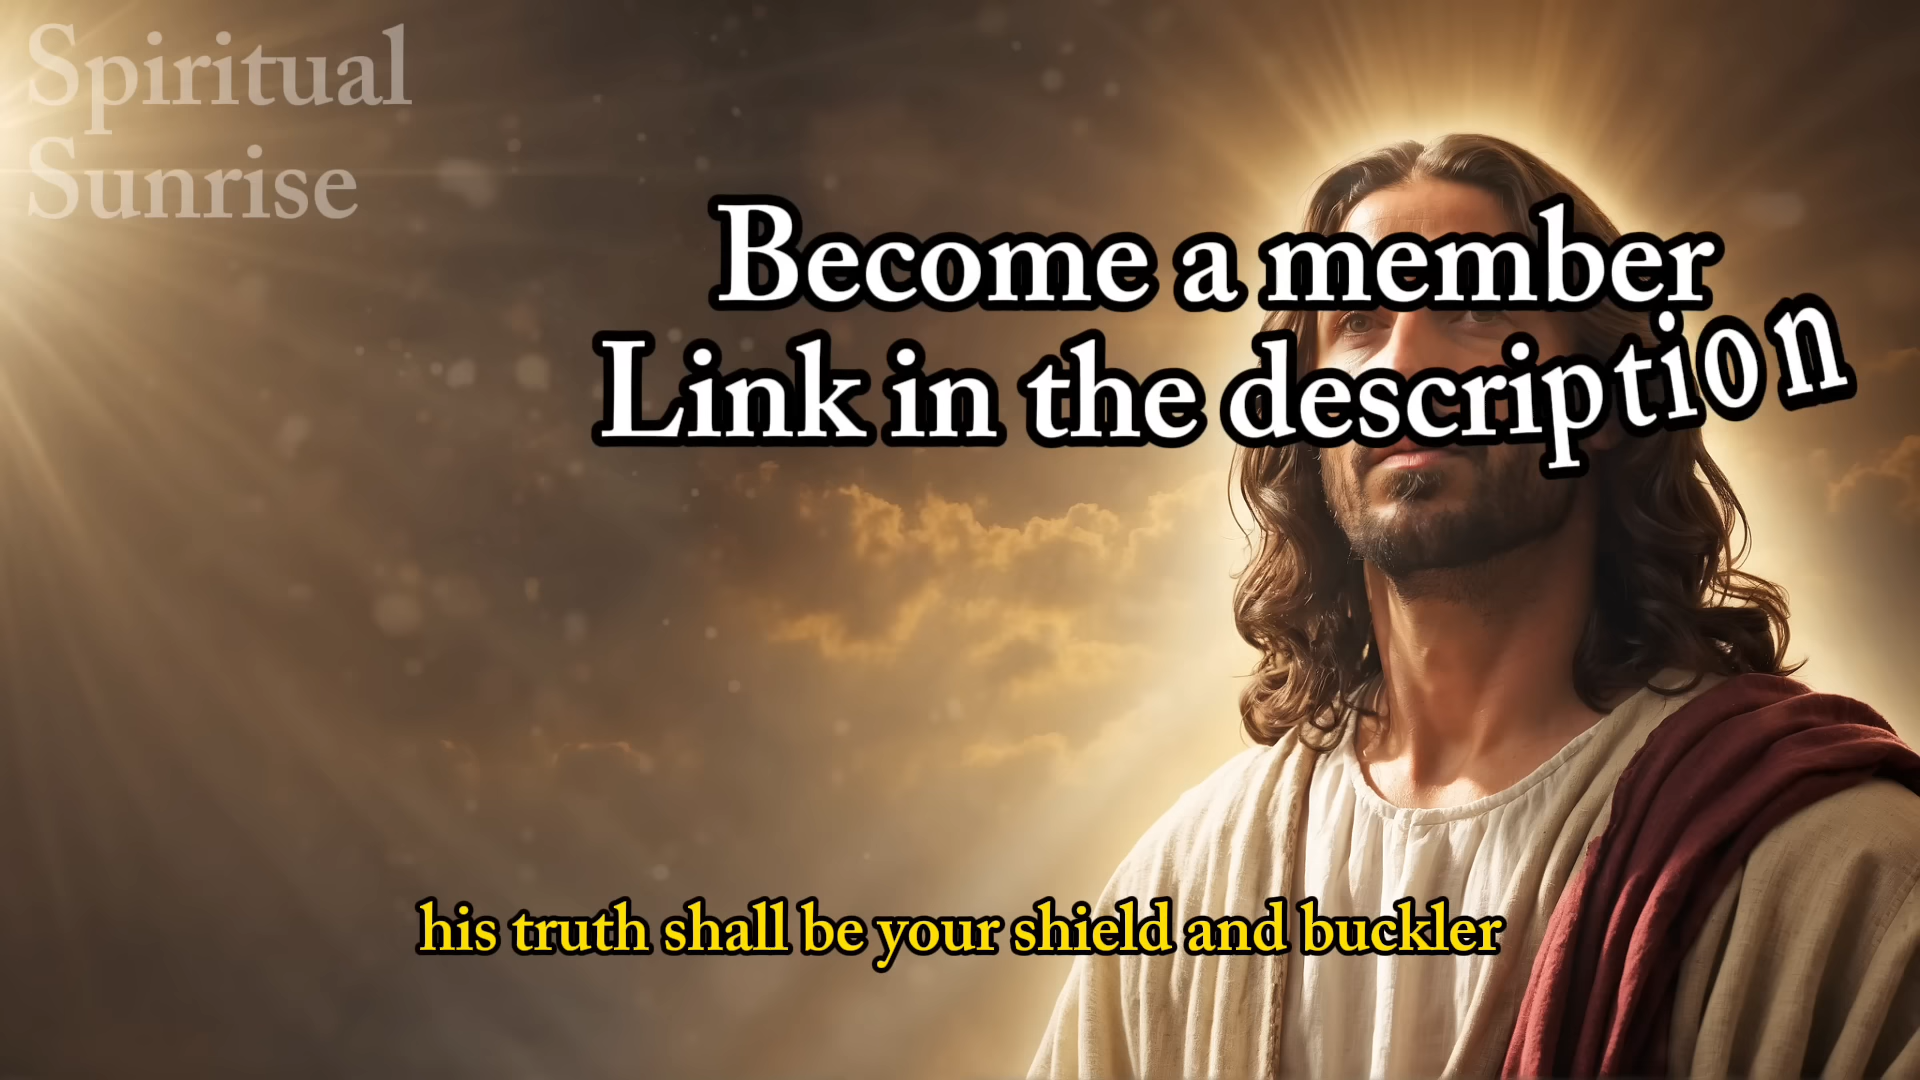 Spiritual
Sunrise
Become a member
Link in the description
his truth shall be your shield and buckler